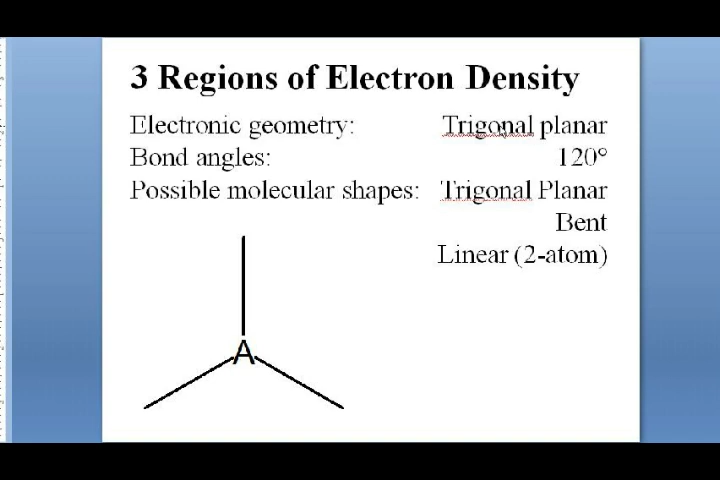 3 Regions of Electron Density
Electronic geometry: Trigonal planar
Bond angles: 120°
Possible molecular shapes: Trigonal Planar
Bent
Linear (2-atom)
A